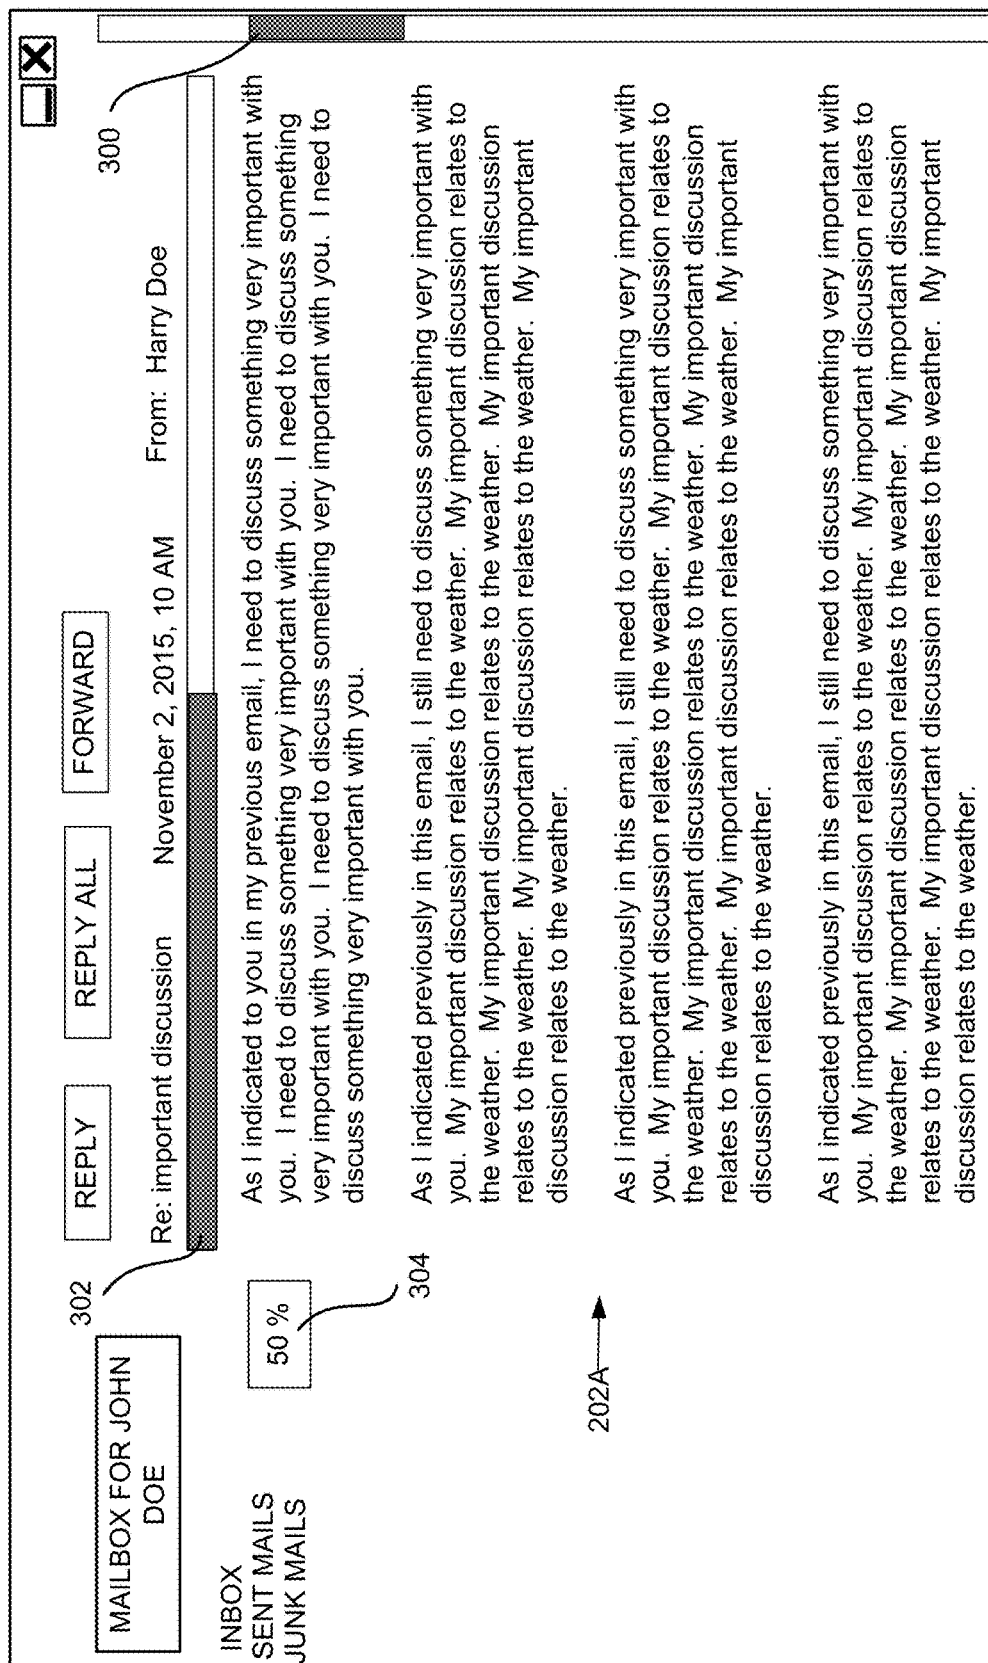 MAILBOX FOR JOHN
DOE
INBOX
SENT MAILS
JUNK MAILS
302
REPLY
REPLY ALL
FORWARD
Re: important discussion November 2, 2015, 10 AM From: Harry Doe
300
50 %
304
202A
As I indicated to you in my previous email, I need to discuss something very important with
you. I need to discuss something very important with you. I need to discuss something
very important with you. I need to discuss something very important with you. I need to
discuss something very important with you.
As I indicated previously in this email, I still need to discuss something very important with
you. My important discussion relates to the weather. My important discussion relates to
the weather. My important discussion relates to the weather. My important discussion
relates to the weather. My important discussion relates to the weather. My important
discussion relates to the weather.
As I indicated previously in this email, I still need to discuss something very important with
you. My important discussion relates to the weather. My important discussion relates to
the weather. My important discussion relates to the weather. My important discussion
relates to the weather. My important discussion relates to the weather. My important
discussion relates to the weather.
As I indicated previously in this email, I still need to discuss something very important with
you. My important discussion relates to the weather. My important discussion relates to
the weather. My important discussion relates to the weather. My important discussion
relates to the weather. My important discussion relates to the weather. My important
discussion relates to the weather.